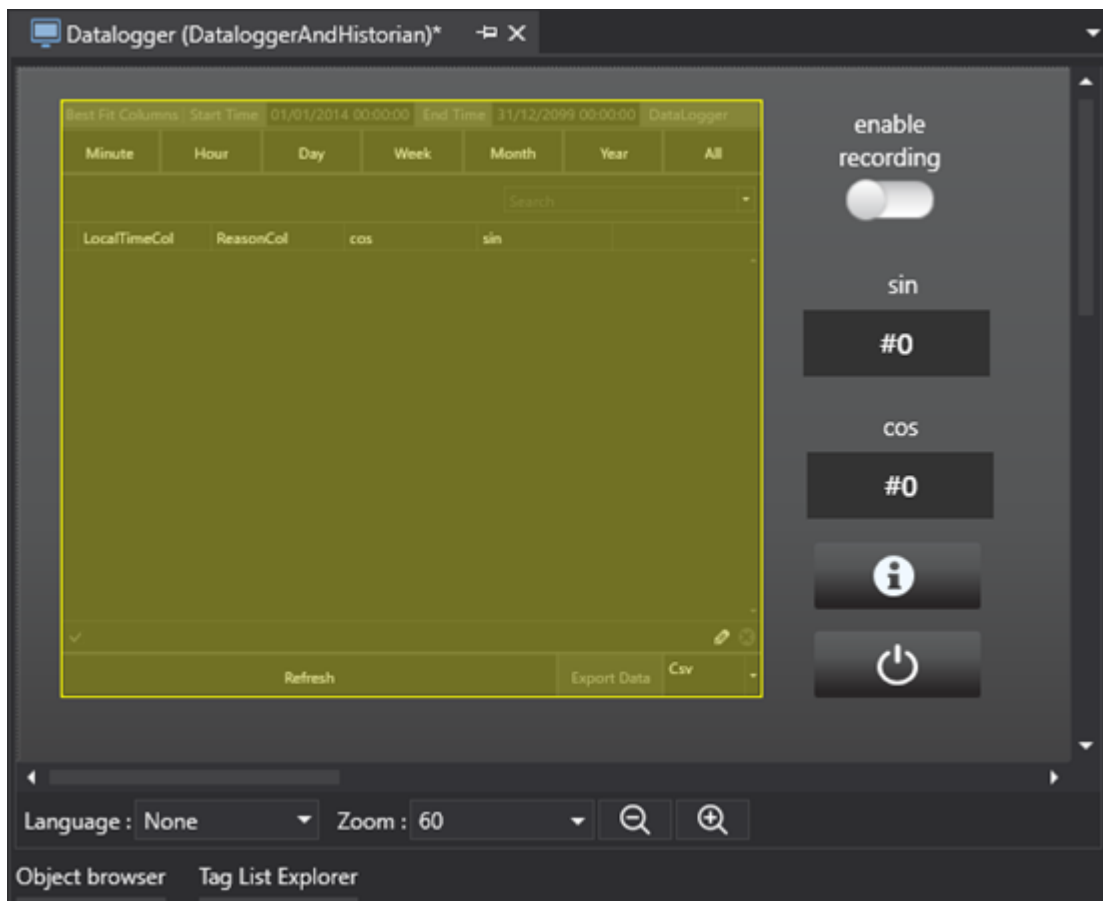 Datalogger (DataloggerAndHistorian)*
Best Fit Columns Start Time 01/01/2014 00:00:00 End Time 31/12/2099 00:00:00 DataLogger
Minute Hour Day Week Month Year All
Search
LocalTimeCol ReasonCol cos sin
Refresh Export Data Csv
enable
recording
sin
#0
cos
#0
Language : None Zoom : 60
Object browser Tag List Explorer